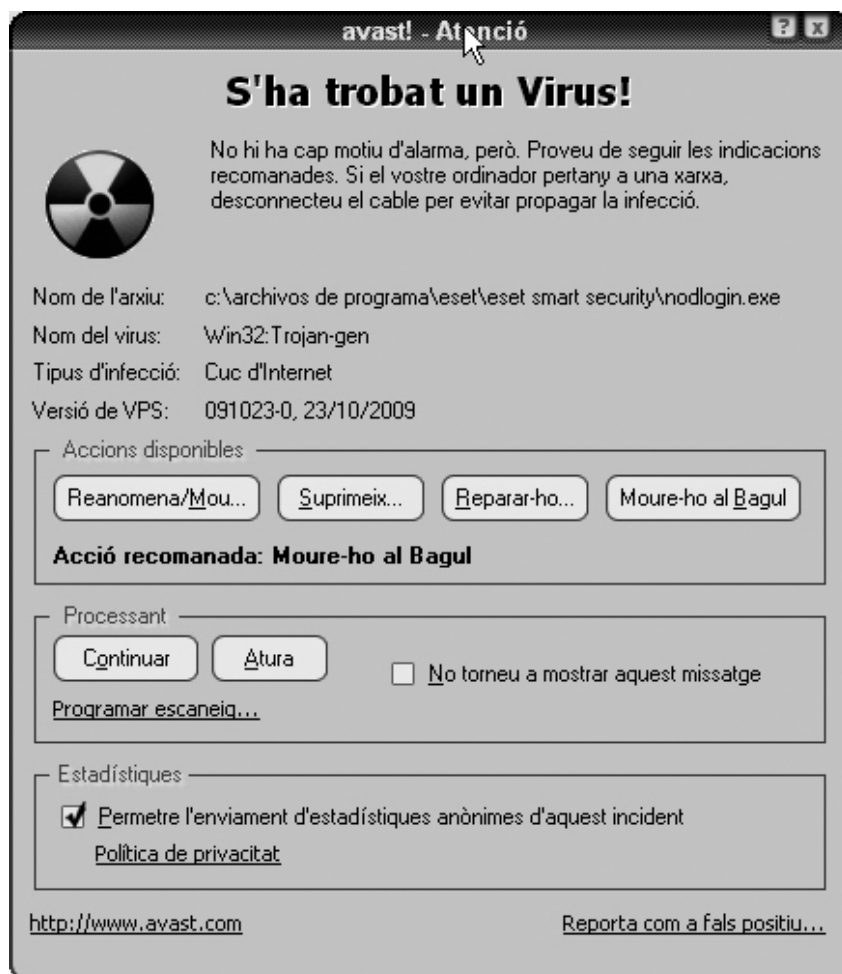 avast! - Atenció
S'ha trobat un Virus!
No hi ha cap motiu d'alarma, però. Proveu de seguir les indicacions
recomanades. Si el vostre ordinador pertany a una xarxa,
desconnecteu el cable per evitar propagar la infecció.
Nom de l'arxiu: c:\archivos de programa\eset\eset smart security\nodlogin.exe
Nom del virus: Win32:Trojan-gen
Tipus d'infecció: Cuc d'Internet
Versió de VPS: 091023-0, 23/10/2009
Accions disponibles
Reanomena/Mou... Suprimeix... Reparar-ho... Moure-ho al Bagul
Acció recomanada: Moure-ho al Bagul
Processant
Continuar Atura
No torneu a mostrar aquest missatge
Programar escaneig...
Estadístiques
Permetre l'enviament d'estadístiques anònimes d'aquest incident
Política de privacitat
http://www.avast.com Reporta com a fals positiu...